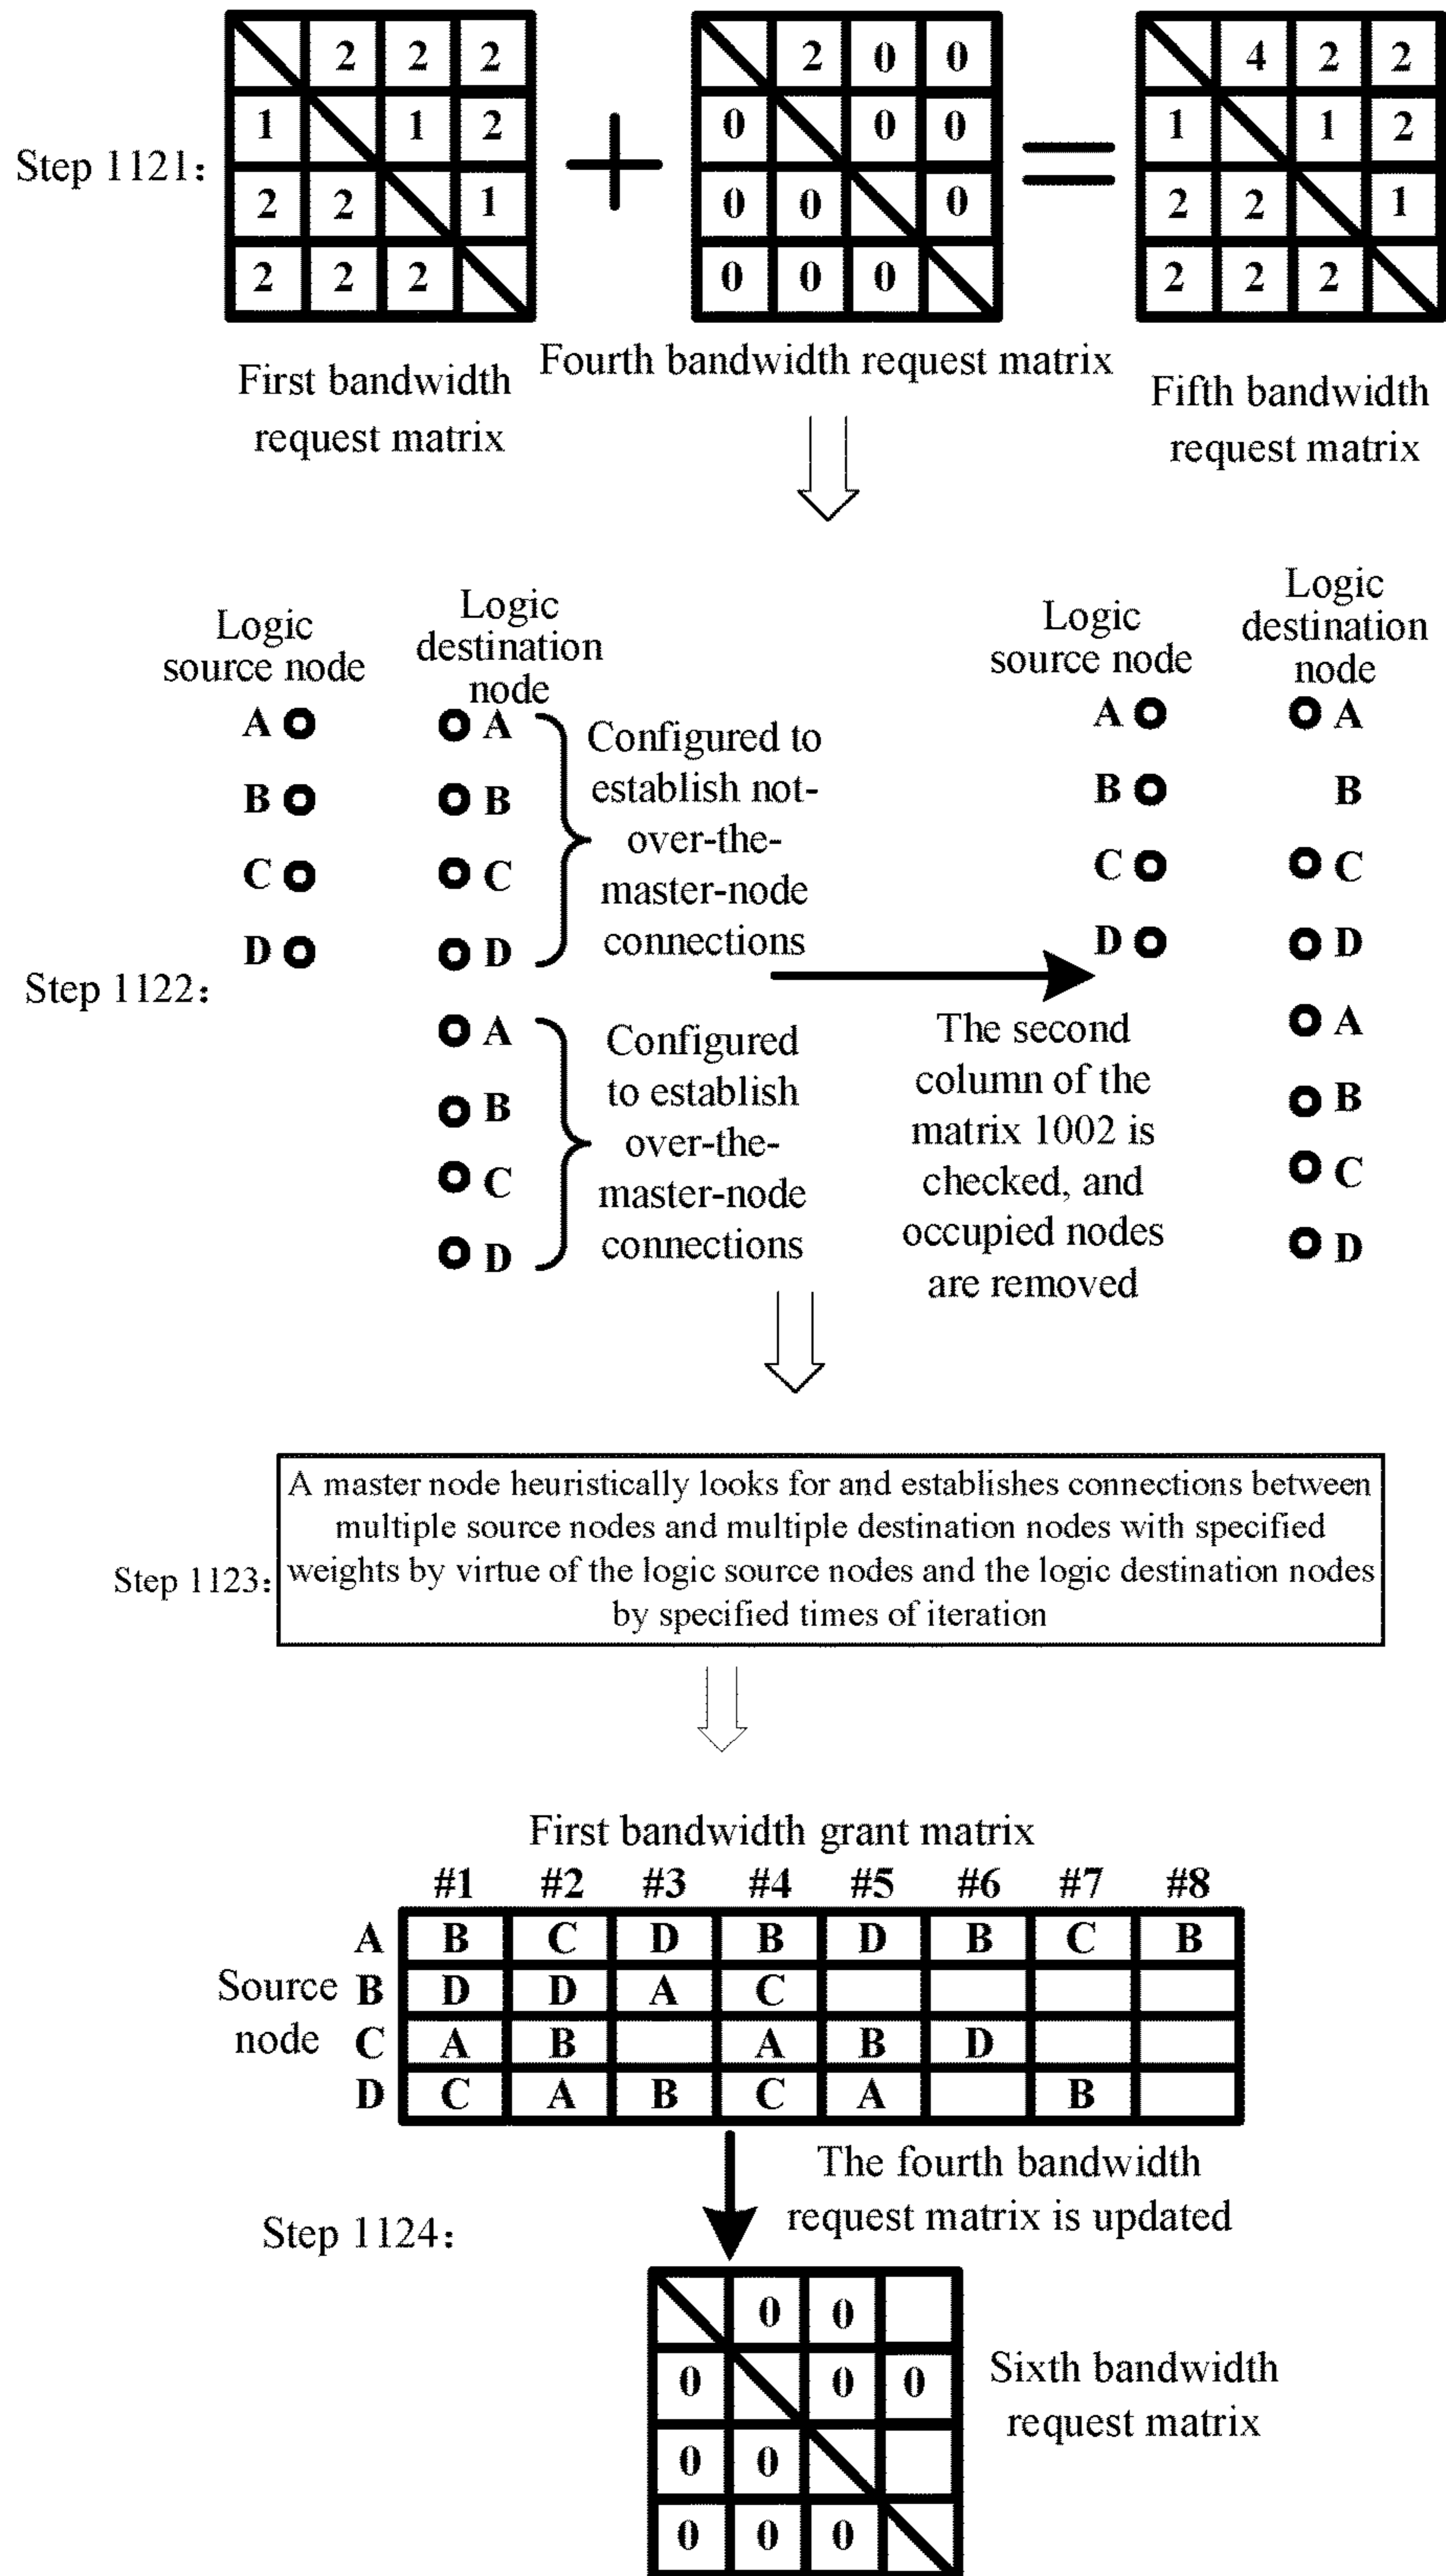 2 2 2
1 1 2
2 2 1
2 2 2
2 0 0
0 0 0
0 0 0
0 0 0
4 2 2
1 1 2
2 2 1
2 2 2
Step 1121:
+
=
First bandwidth
request matrix
Fourth bandwidth request matrix
Fifth bandwidth
request matrix
Step 1122:
Logic
source node
A
B
C
D
Logic
destination
node
A
B
C
D
A
B
C
D
Configured to
establish not-
over-the-
master-node
connections
Configured
to establish
over-the-
master-node
connections
The second
column of the
matrix 1002 is
checked, and
occupied nodes
are removed
Logic
source node
A
B
C
D
Logic
destination
node
A
B
C
D
A
B
C
D
Step 1123:
A master node heuristically looks for and establishes connections between
multiple source nodes and multiple destination nodes with specified
weights by virtue of the logic source nodes and the logic destination nodes
by specified times of iteration
First bandwidth grant matrix
#1 #2 #3 #4 #5 #6 #7 #8
Source
node
A B C D B D B C B
B D D A C
C A B A B D
D C A B C A B
The fourth bandwidth
request matrix is updated
Step 1124:
0 0
0 0 0
0 0
0 0 0
Sixth bandwidth
request matrix